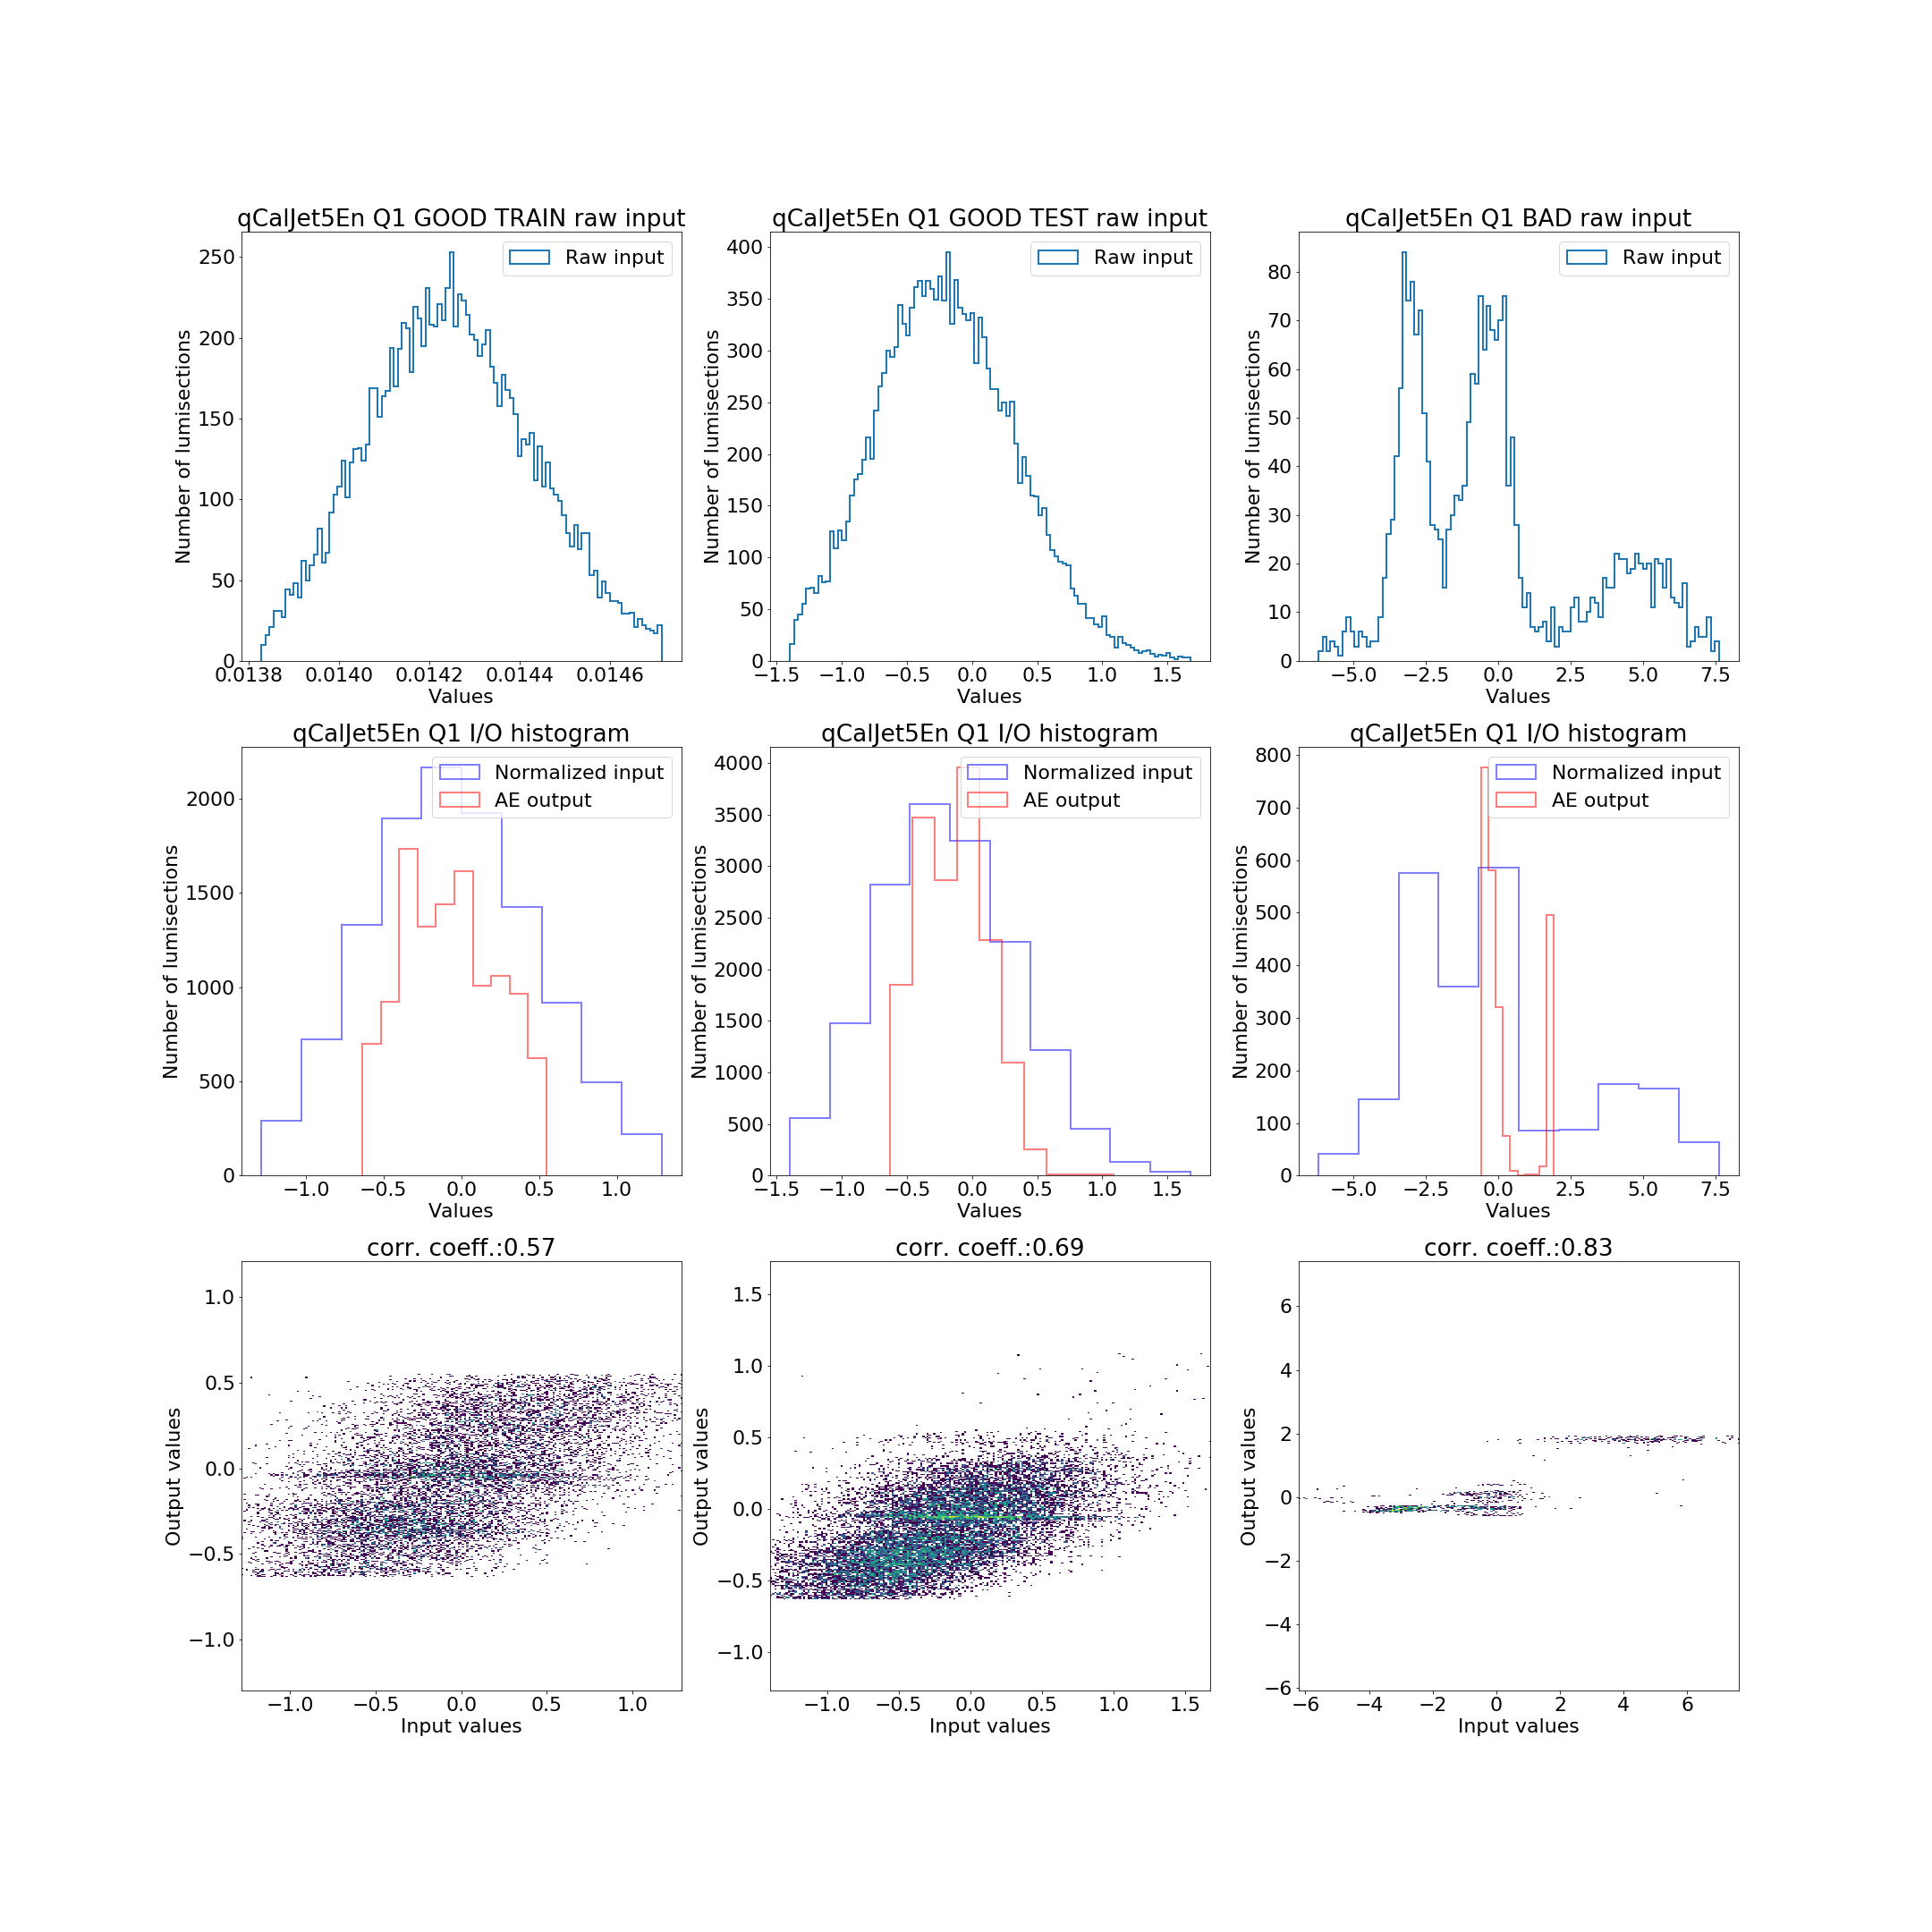 qCalJet5En Q1 GOOD TRAIN raw input
Raw input
250
200
150
100
50
0
Number of lumisections
0.0138 0.0140 0.0142 0.0144 0.0146
Values
qCalJet5En Q1 GOOD TEST raw input
Raw input
400
350
300
250
200
150
100
50
0
Number of lumisections
−1.5 −1.0 −0.5 0.0 0.5 1.0 1.5
Values
qCalJet5En Q1 BAD raw input
Raw input
80
70
60
50
40
30
20
10
0
Number of lumisections
−5.0 −2.5 0.0 2.5 5.0 7.5
Values
qCalJet5En Q1 I/O histogram
Normalized input
AE output
2000
1500
1000
500
0
Number of lumisections
−1.0 −0.5 0.0 0.5 1.0
Values
qCalJet5En Q1 I/O histogram
Normalized input
AE output
4000
3500
3000
2500
2000
1500
1000
500
0
Number of lumisections
−1.5 −1.0 −0.5 0.0 0.5 1.0 1.5
Values
qCalJet5En Q1 I/O histogram
Normalized input
AE output
800
700
600
500
400
300
200
100
0
Number of lumisections
−5.0 −2.5 0.0 2.5 5.0 7.5
Values
corr. coeff.:0.57
1.0
0.5
0.0
−0.5
−1.0
Output values
−1.0 −0.5 0.0 0.5 1.0
Input values
corr. coeff.:0.69
1.5
1.0
0.5
0.0
−0.5
−1.0
Output values
−1.0 −0.5 0.0 0.5 1.0 1.5
Input values
corr. coeff.:0.83
6
4
2
0
−2
−4
−6
Output values
−6 −4 −2 0 2 4 6
Input values